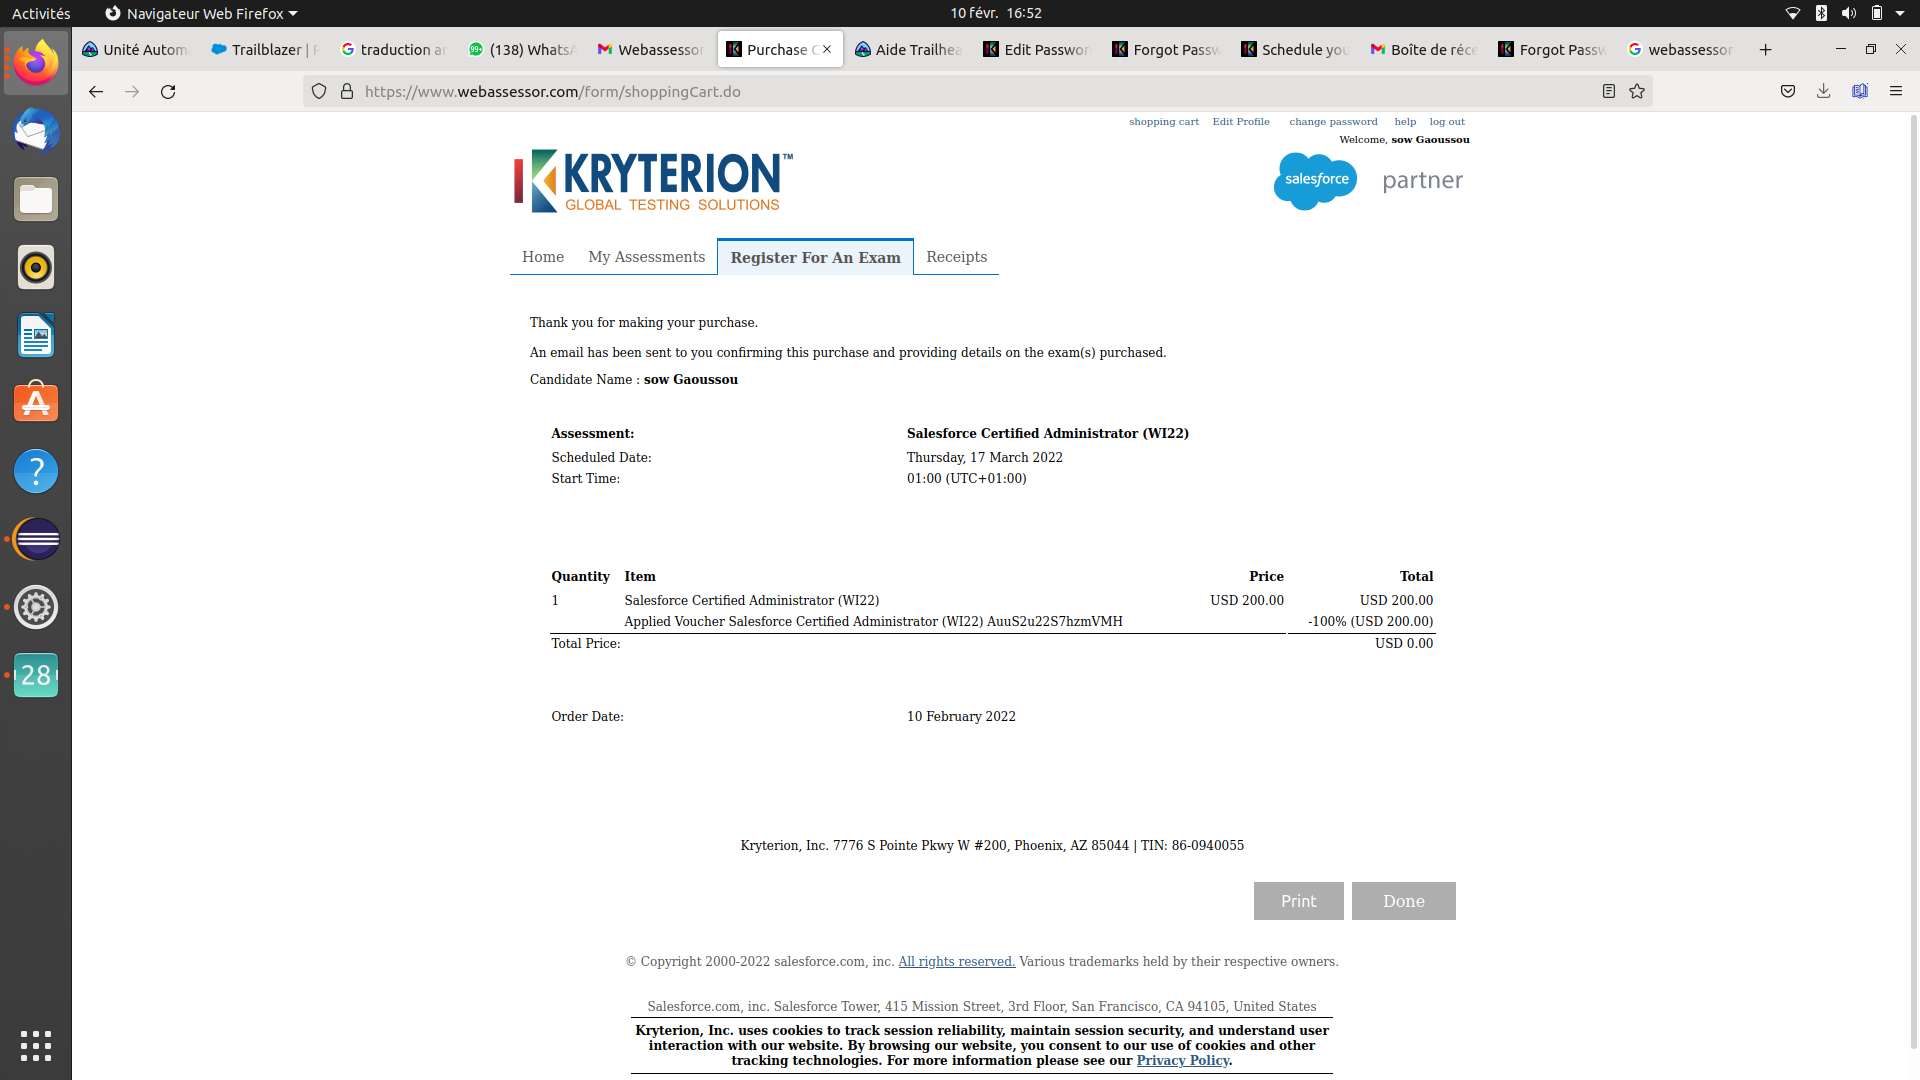 Activités
Navigateur Web Firefox
10 févr. 16:52
Unité Autom
Trailblazer | P
traduction an
(138) WhatsA
Webassessor
Purchase C
Aide Trailhea
Edit Passwor
Forgot Passw
Schedule you
Boîte de réce
Forgot Passw
webassessor
https://www.webassessor.com/form/shoppingCart.do
shopping cart Edit Profile change password help log out
Welcome, sow Gaoussou
KRYTERION™
GLOBAL TESTING SOLUTIONS
salesforce partner
Home My Assessments Register For An Exam Receipts
Thank you for making your purchase.
An email has been sent to you confirming this purchase and providing details on the exam(s) purchased.
Candidate Name : sow Gaoussou
Assessment: Salesforce Certified Administrator (WI22)
Scheduled Date: Thursday, 17 March 2022
Start Time: 01:00 (UTC+01:00)
Quantity Item Price Total
1 Salesforce Certified Administrator (WI22) USD 200.00 USD 200.00
Applied Voucher Salesforce Certified Administrator (WI22) AuuS2u22S7hzmVMH -100% (USD 200.00)
Total Price: USD 0.00
Order Date: 10 February 2022
Kryterion, Inc. 7776 S Pointe Pkwy W #200, Phoenix, AZ 85044 | TIN: 86-0940055
Print Done
© Copyright 2000-2022 salesforce.com, inc. All rights reserved. Various trademarks held by their respective owners.
Salesforce.com, inc. Salesforce Tower, 415 Mission Street, 3rd Floor, San Francisco, CA 94105, United States
Kryterion, Inc. uses cookies to track session reliability, maintain session security, and understand user
interaction with our website. By browsing our website, you consent to our use of cookies and other
tracking technologies. For more information please see our Privacy Policy.
28